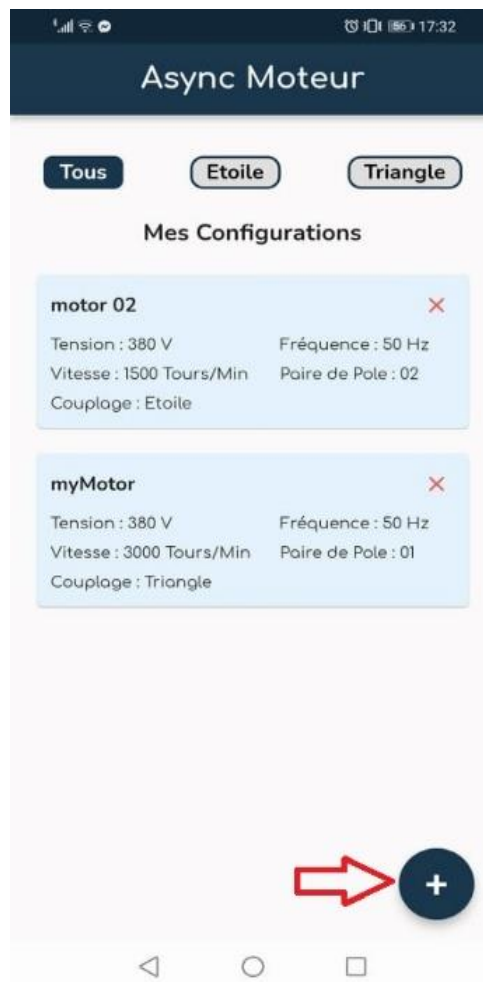 56 17:32
Async Moteur
Tous Etoile Triangle
Mes Configurations
motor 02
Tension : 380 V Fréquence : 50 Hz
Vitesse : 1500 Tours/Min Paire de Pole : 02
Couplage : Etoile
myMotor
Tension : 380 V Fréquence : 50 Hz
Vitesse : 3000 Tours/Min Paire de Pole : 01
Couplage : Triangle
+